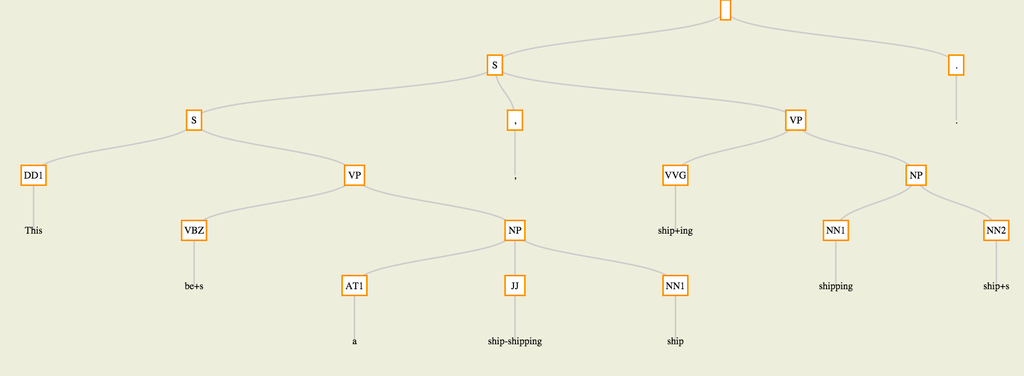 S .
S , VP .
DD1 VP , VVG NP
This VBZ NP ship+ing NN1 NN2
be+s AT1 JJ NN1 shipping ship+s
a ship-shipping ship